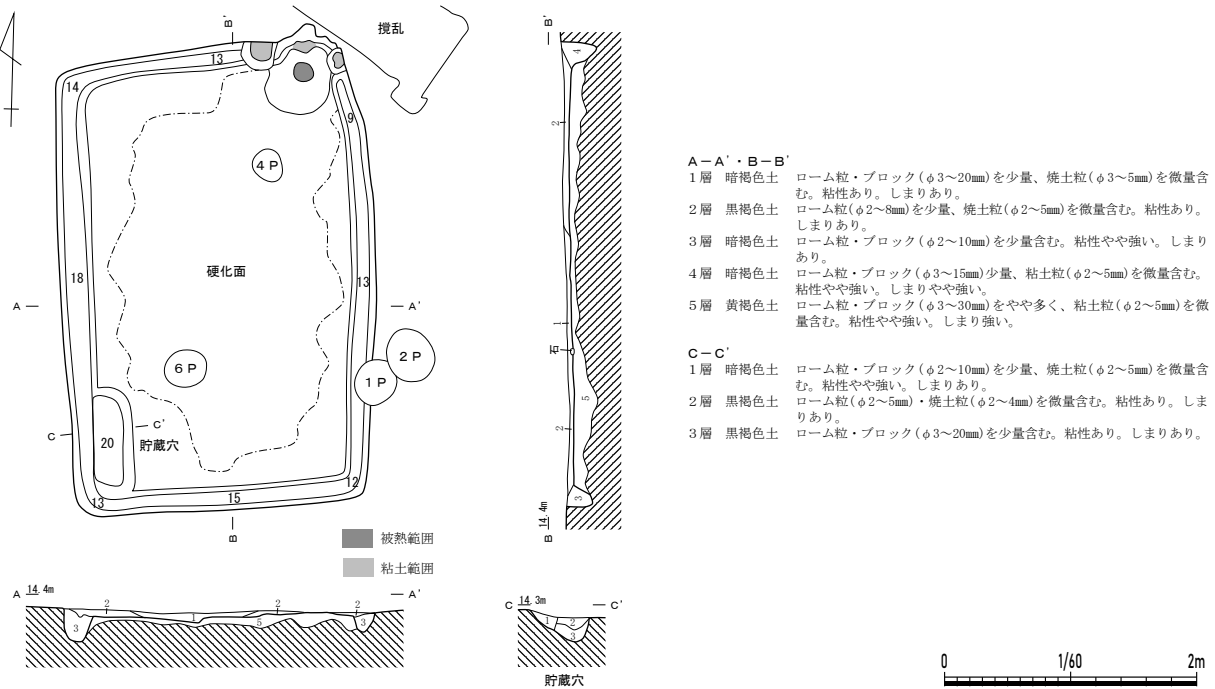 B'
撹乱
13
14
9
4P
硬化面
18
13
A
A'
2P
6P
1P
C
C'
20
貯蔵穴
12
13
15
B
被熱範囲
粘土範囲
B'
4
2
1
石
5
2
3
14.4m
B
A 14.4m
A'
2
2
2
1
3
5
3
C 14.3m
C'
1
2
3
貯蔵穴
A－A'・B－B'
1層 暗褐色土 ローム粒・ブロック(φ3～20㎜)を少量、焼土粒(φ3～5㎜)を微量含
む。粘性あり。しまりあり。
2層 黒褐色土 ローム粒(φ2～8㎜)を少量、焼土粒(φ2～5㎜)を微量含む。粘性あり。
しまりあり。
3層 暗褐色土 ローム粒・ブロック(φ2～10㎜)を少量含む。粘性やや強い。しまり
あり。
4層 暗褐色土 ローム粒・ブロック(φ3～15㎜)少量、粘土粒(φ2～5㎜)を微量含む。
粘性やや強い。しまりやや強い。
5層 黄褐色土 ローム粒・ブロック(φ3～30㎜)をやや多く、粘土粒(φ2～5㎜)を微
量含む。粘性やや強い。しまり強い。
C－C'
1層 暗褐色土 ローム粒・ブロック(φ2～10㎜)を少量、焼土粒(φ2～5㎜)を微量含
む。粘性やや強い。しまりあり。
2層 黒褐色土 ローム粒(φ2～5㎜)・焼土粒(φ2～4㎜)を微量含む。粘性あり。しま
りあり。
3層 黒褐色土 ローム粒・ブロック(φ3～20㎜)を少量含む。粘性あり。しまりあり。
0 1/60 2m